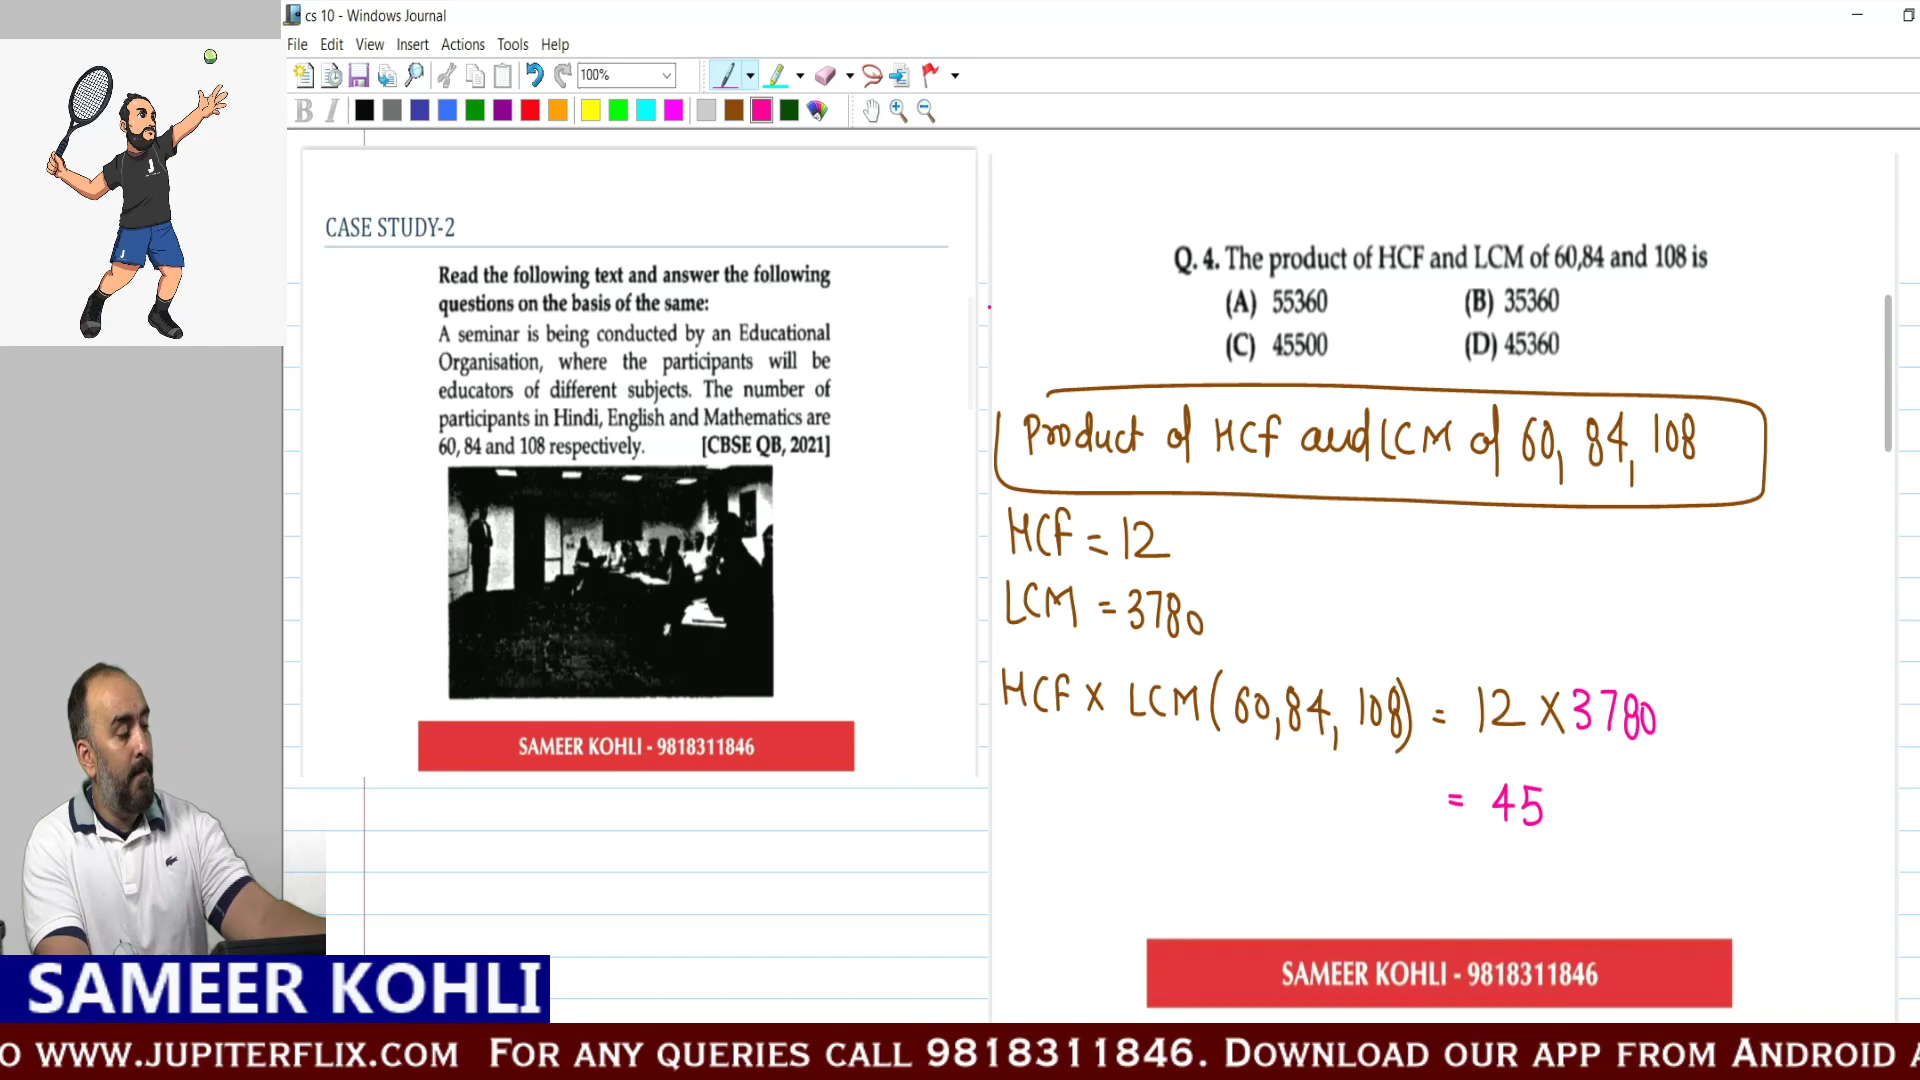 cs 10 - Windows Journal
File Edit View Insert Actions Tools Help
100%
B I
CASE STUDY-2
Read the following text and answer the following
questions on the basis of the same:
A seminar is being conducted by an Educational
Organisation, where the participants will be
educators of different subjects. The number of
participants in Hindi, English and Mathematics are
60, 84 and 108 respectively. [CBSE QB, 2021]
SAMEER KOHLI - 9818311846
Q. 4. The product of HCF and LCM of 60,84 and 108 is
(A) 55360 (B) 35360
(C) 45500 (D) 45360
Product of HCF and LCM of 60, 84, 108
HCF = 12
LCM = 3780
HCF X LCM (60,84, 108) = 12 X 3780
= 45
SAMEER KOHLI - 9818311846
SAMEER KOHLI
O WWW.JUPITERFLIX.COM FOR ANY QUERIES CALL 9818311846. DOWNLOAD OUR APP FROM ANDROID A